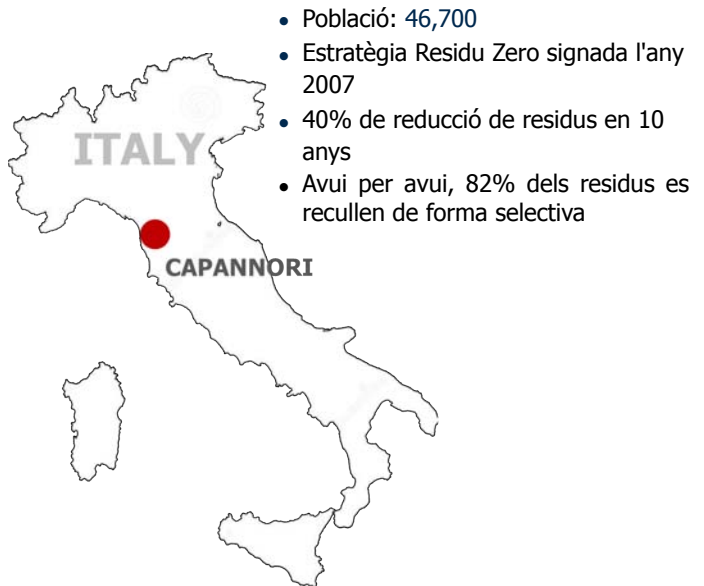 • Població: 46,700
• Estratègia Residu Zero signada l'any
2007
• 40% de reducció de residus en 10
anys
• Avui per avui, 82% dels residus es
recullen de forma selectiva
ITALY
CAPANNORI